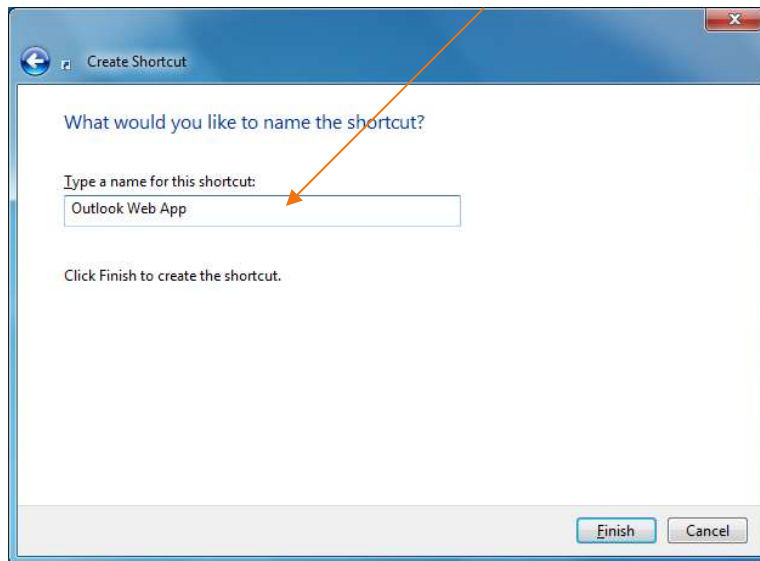 Create Shortcut
What would you like to name the shortcut?
Type a name for this shortcut:
Outlook Web App
Click Finish to create the shortcut.
Finish Cancel